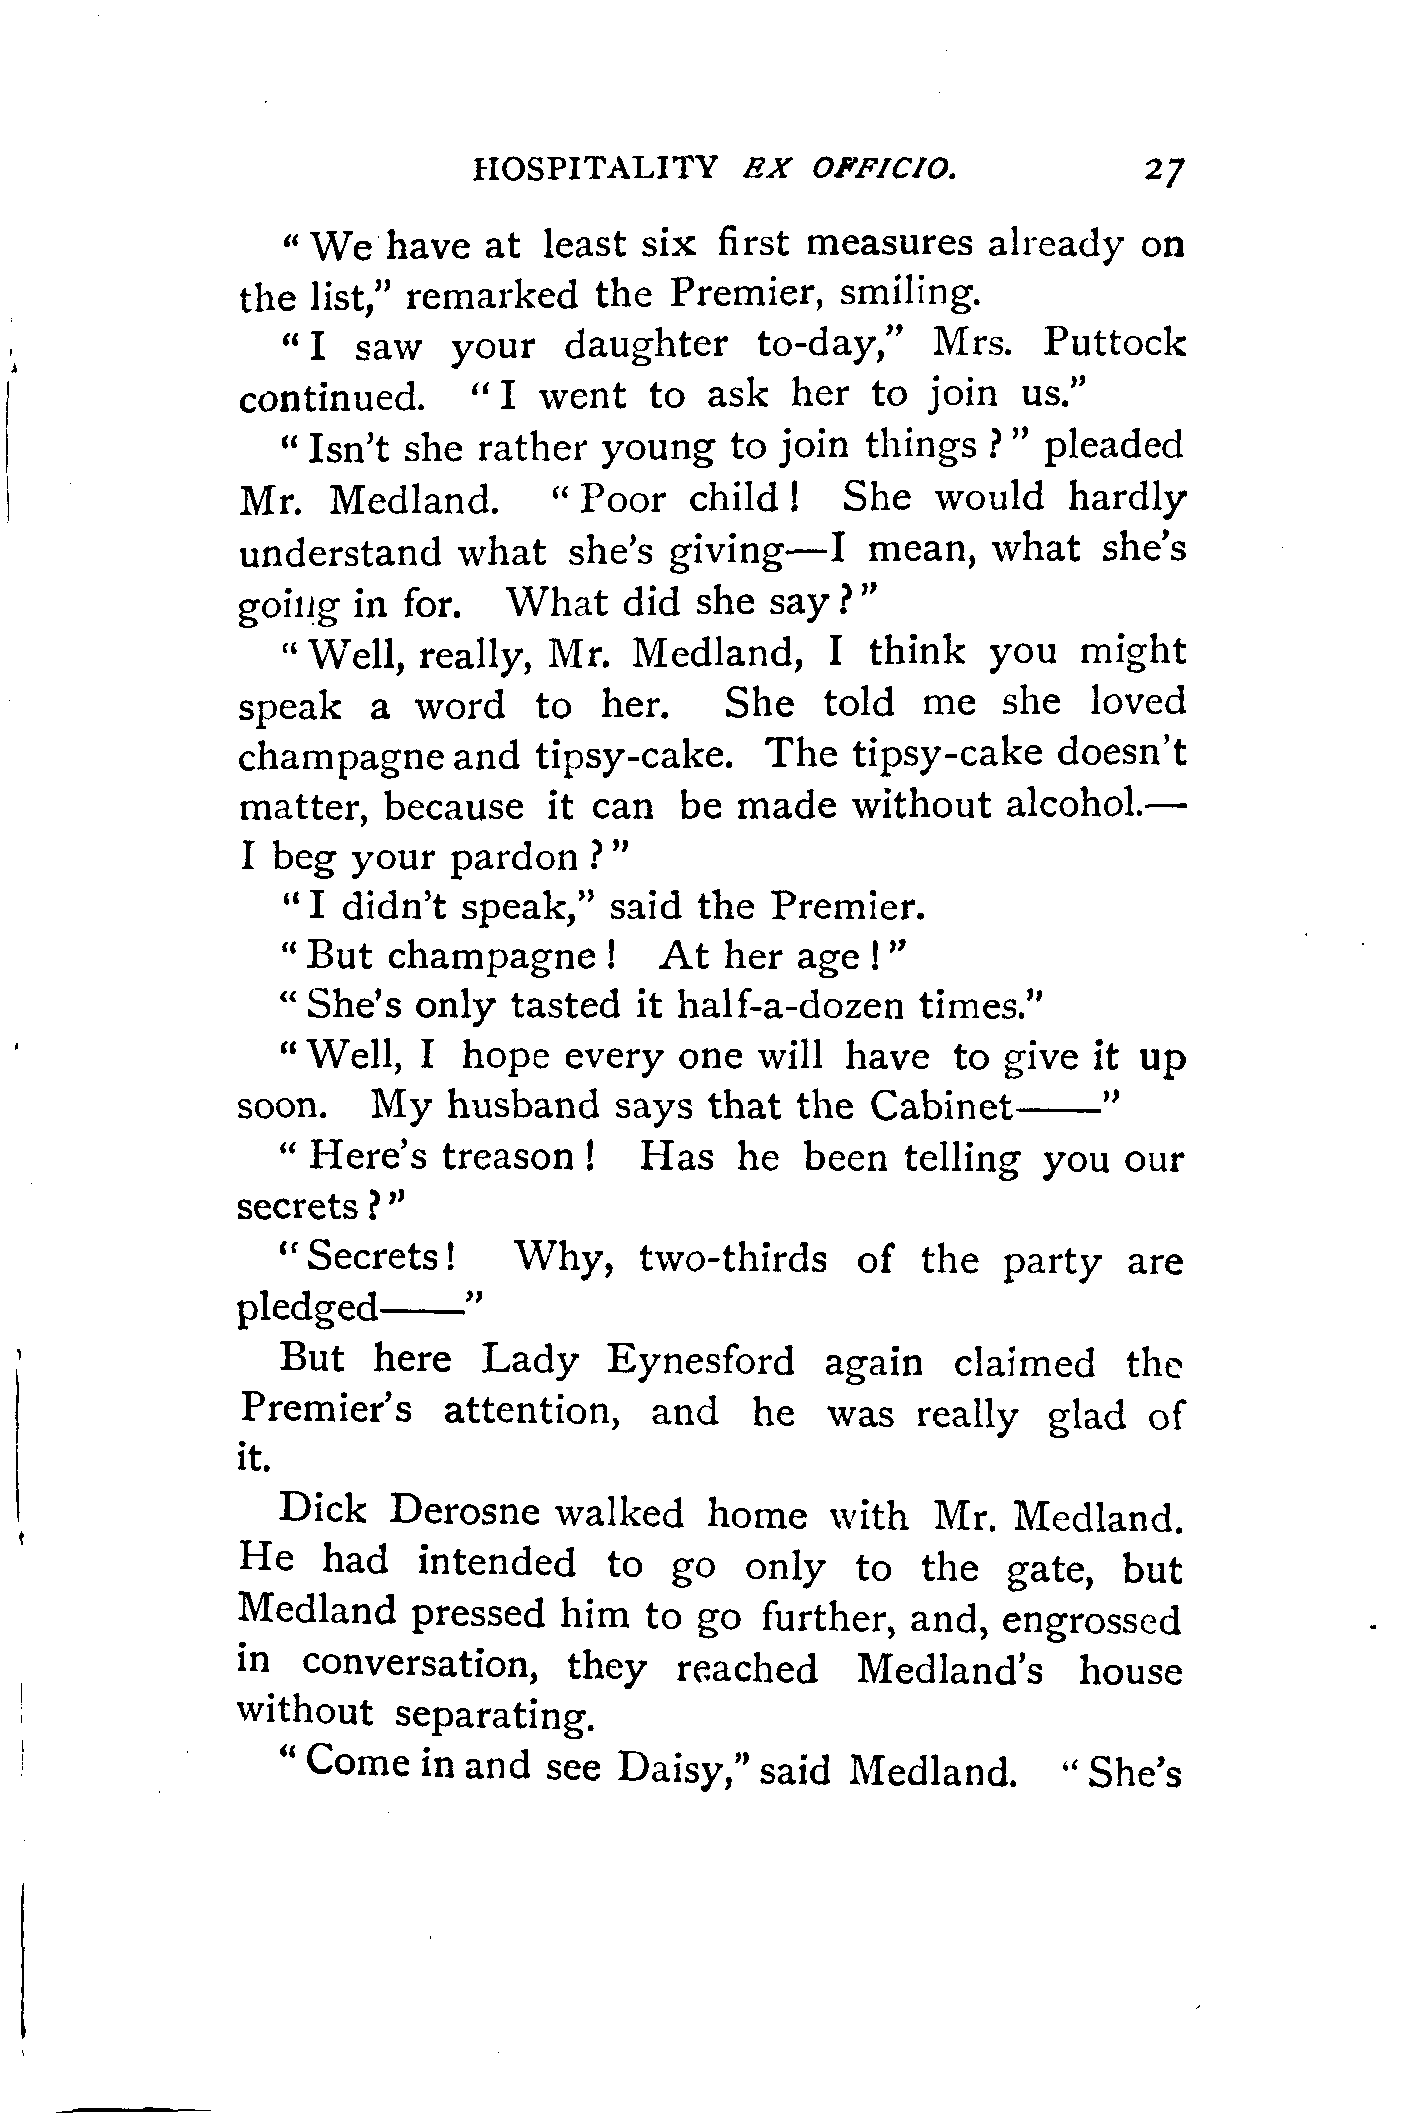 HOSPITALITY EX OFFICIO. 27
"We have at least six first measures already on
the list," remarked the Premier, smiling.
"I saw your daughter to-day," Mrs. Puttock
continued. "I went to ask her to join us."
"Isn't she rather young to join things?" pleaded
Mr. Medland. "Poor child! She would hardly
understand what she's giving—I mean, what she's
going in for. What did she say?"
"Well, really, Mr. Medland, I think you might
speak a word to her. She told me she loved
champagne and tipsy-cake. The tipsy-cake doesn't
matter, because it can be made without alcohol.—
I beg your pardon?"
"I didn't speak," said the Premier.
"But champagne! At her age!"
"She's only tasted it half-a-dozen times."
"Well, I hope every one will have to give it up
soon. My husband says that the Cabinet——"
"Here's treason! Has he been telling you our
secrets?"
"Secrets! Why, two-thirds of the party are
pledged——"
But here Lady Eynesford again claimed the
Premier's attention, and he was really glad of
it.
Dick Derosne walked home with Mr. Medland.
He had intended to go only to the gate, but
Medland pressed him to go further, and, engrossed
in conversation, they reached Medland's house
without separating.
"Come in and see Daisy," said Medland. "She's